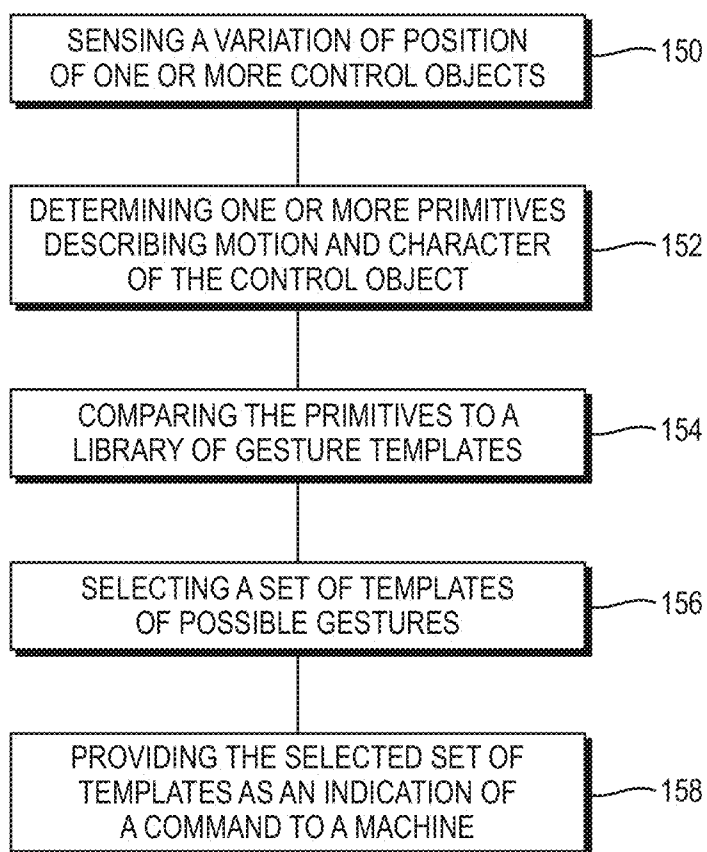 SENSING A VARIATION OF POSITION
OF ONE OR MORE CONTROL OBJECTS
150
DETERMINING ONE OR MORE PRIMITIVES
DESCRIBING MOTION AND CHARACTER
OF THE CONTROL OBJECT
152
COMPARING THE PRIMITIVES TO A
LIBRARY OF GESTURE TEMPLATES
154
SELECTING A SET OF TEMPLATES
OF POSSIBLE GESTURES
156
PROVIDING THE SELECTED SET OF
TEMPLATES AS AN INDICATION OF
A COMMAND TO A MACHINE
158